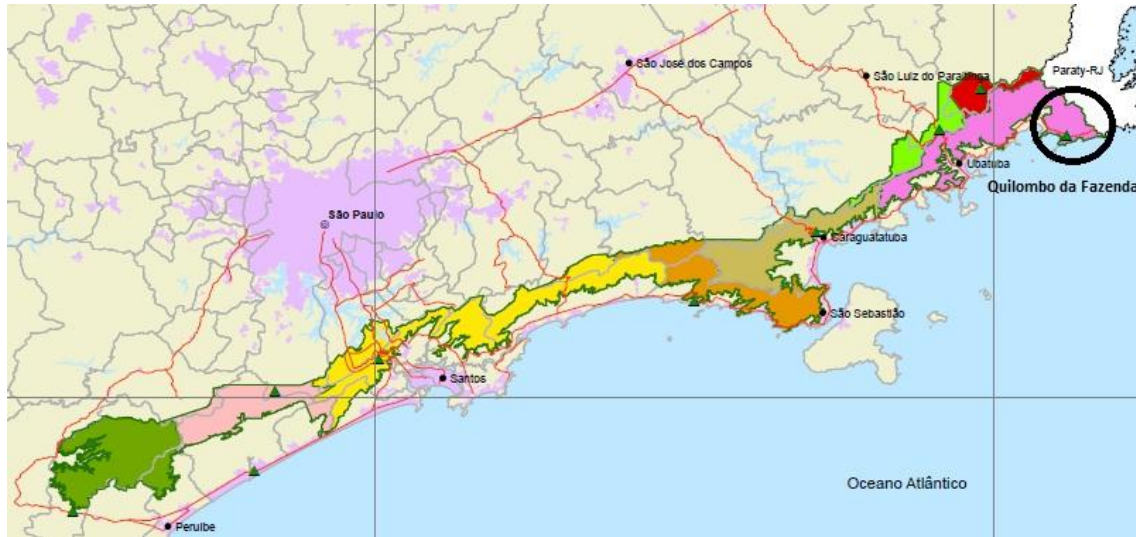 São José dos Campos
São Luiz do Paraitinga
Paraty-RJ
Ubatuba
Quilombo da Fazenda
São Paulo
Caraguatatuba
São Sebastião
Santos
Oceano Atlântico
Peruíbe